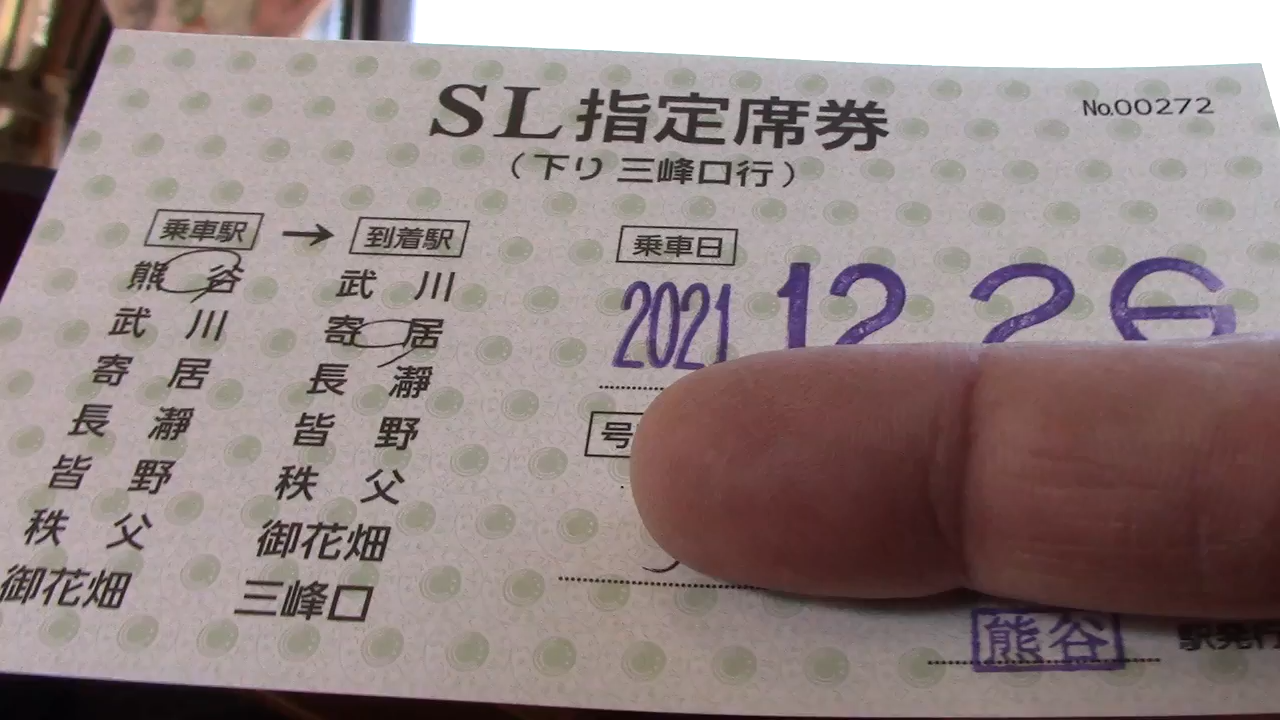 SL指定席券
No.00272
(下り 三峰口行)
乗車駅 → 到着駅
熊谷 武川
武川 寄居
寄居 長瀞
長瀞 皆野
皆野 秩父
秩父 御花畑
御花畑 三峰口
乗車日
2021 12. 2
号
熊谷 駅発行